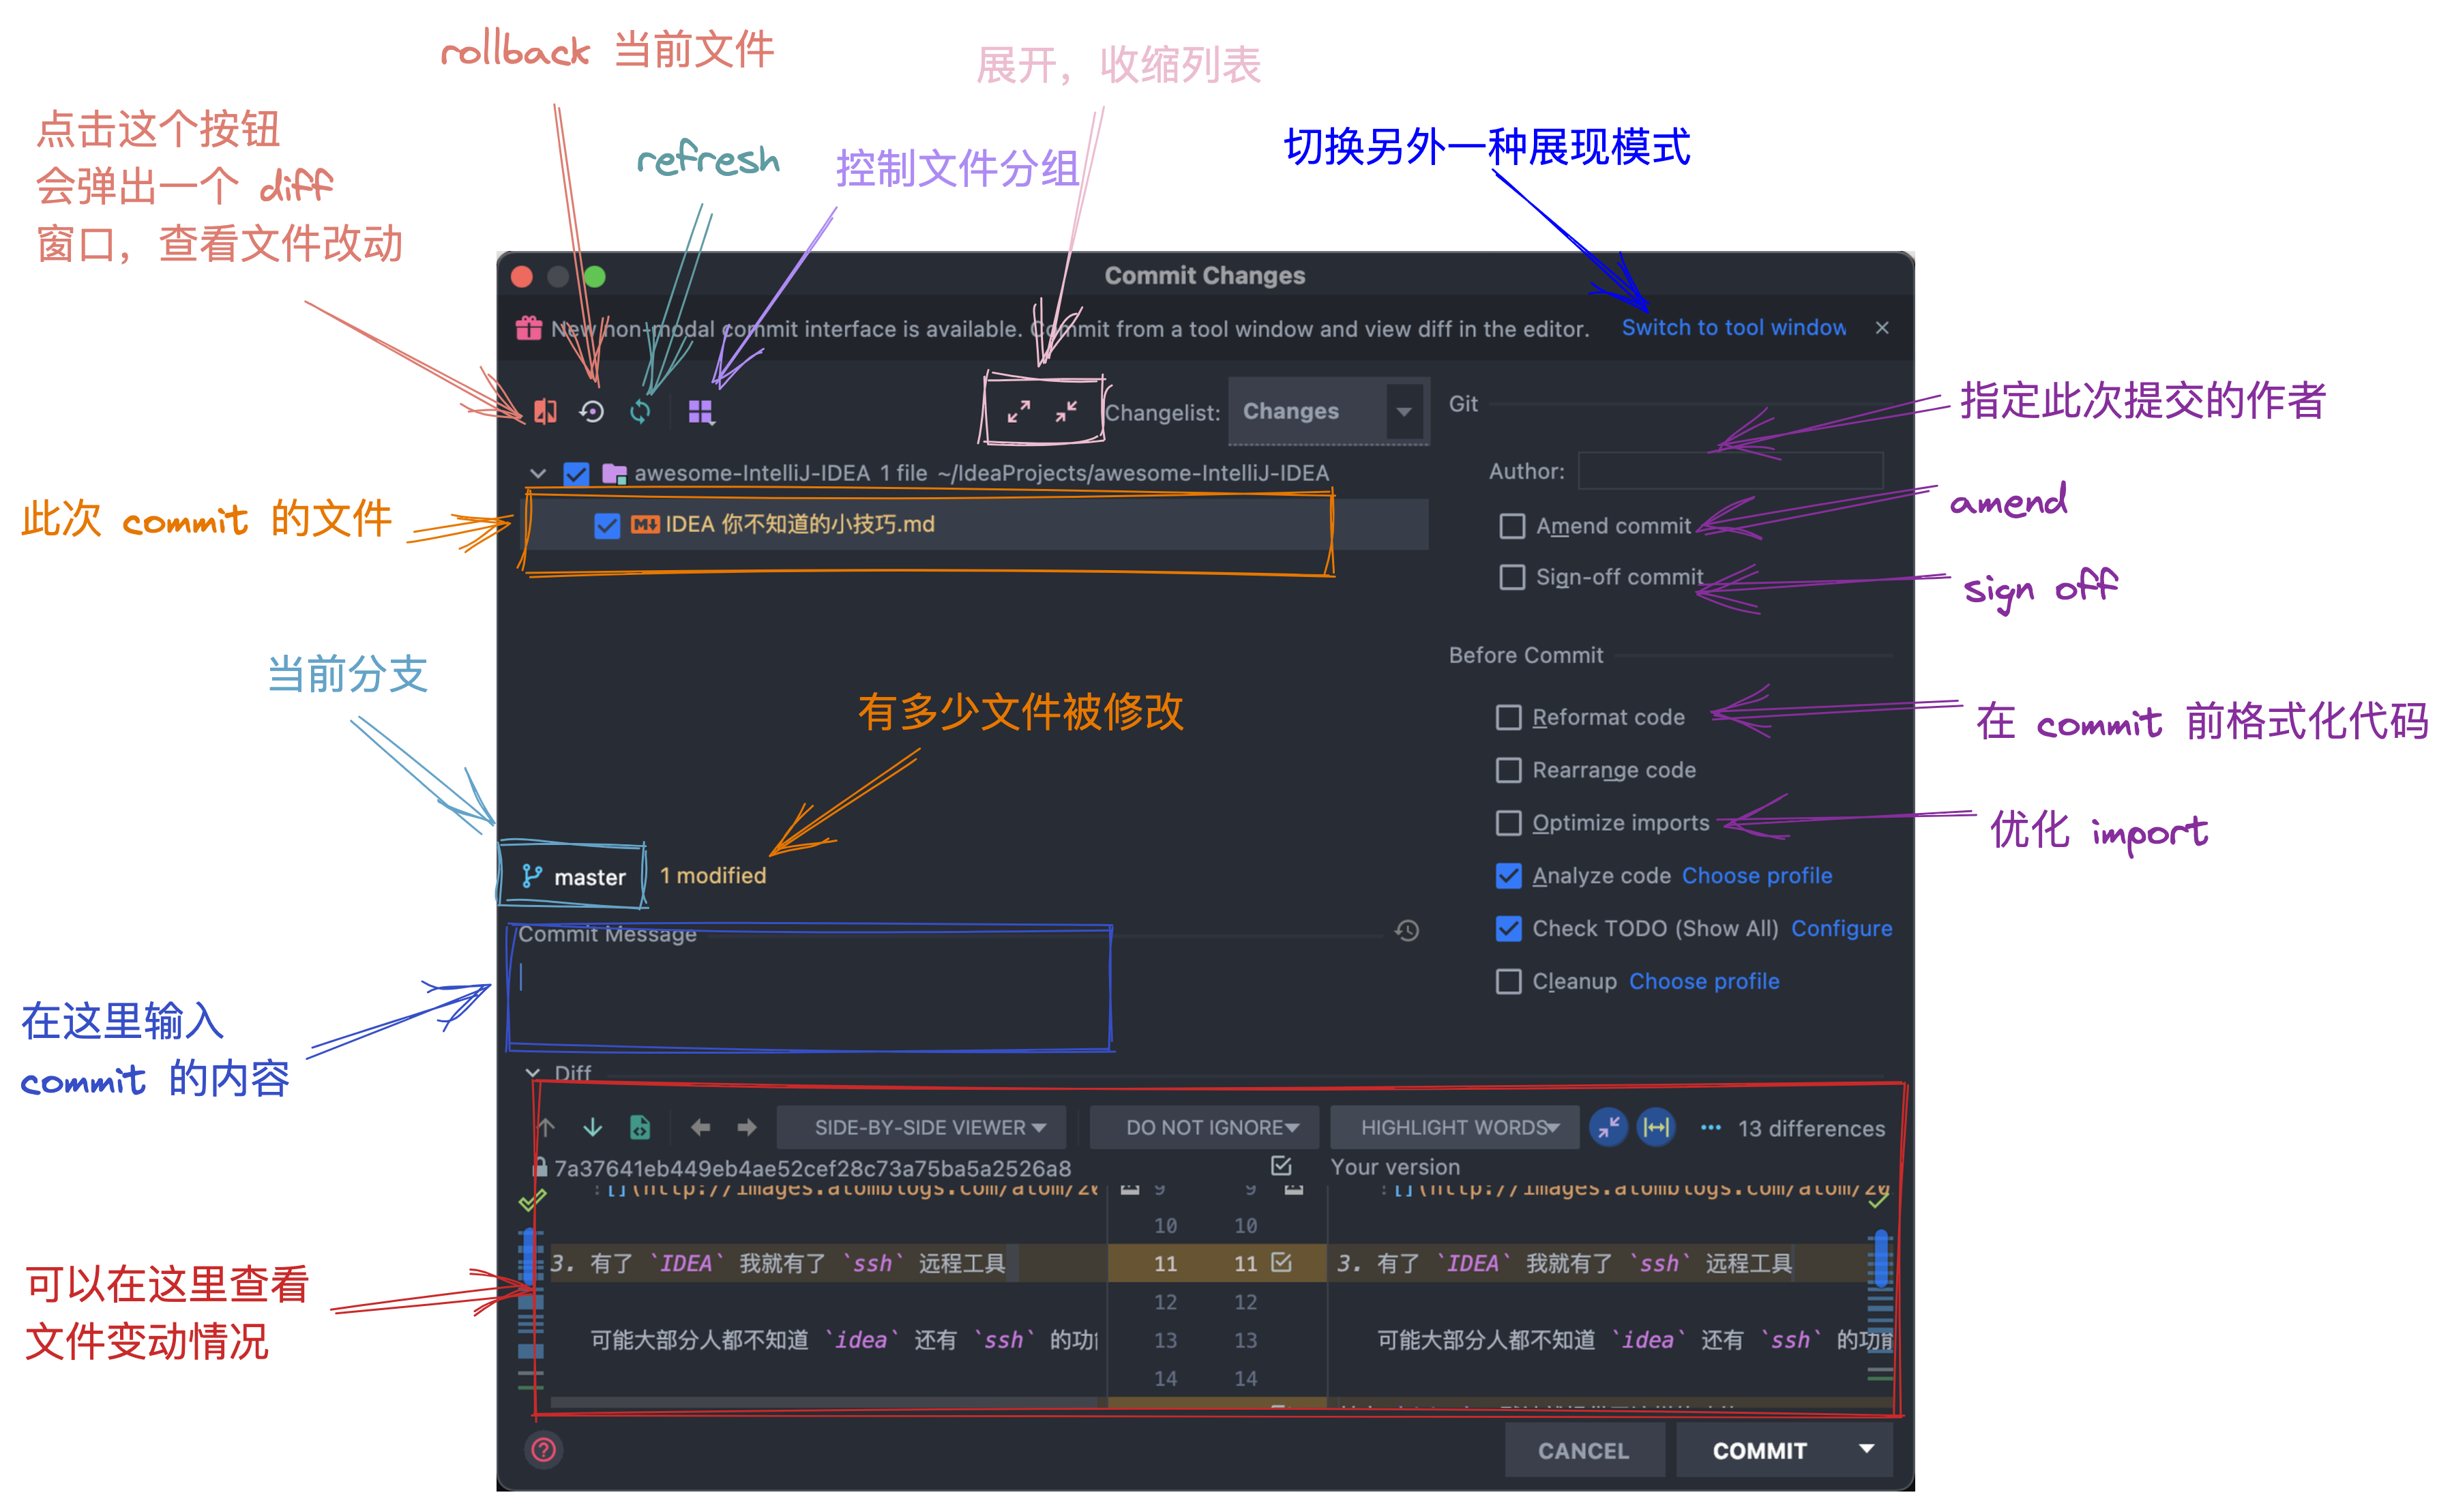 rollback 当前文件
展开，收缩列表
点击这个按钮
会弹出一个 diff
窗口，查看文件改动
refresh
控制文件分组
切换另外一种展现模式
Commit Changes
New non-modal commit interface is available. Commit from a tool window and view diff in the editor.
Switch to tool window
Changelist:
Changes
Git
指定此次提交的作者
awesome-IntelliJ-IDEA 1 file ~/IdeaProjects/awesome-IntelliJ-IDEA
Author:
此次 commit 的文件
IDEA 你不知道的小技巧.md
Amend commit
amend
Sign-off commit
sign off
Before Commit
当前分支
有多少文件被修改
Reformat code
在 commit 前格式化代码
Rearrange code
Optimize imports
优化 import
master
1 modified
Analyze code Choose profile
Commit Message
Check TODO (Show All) Configure
Cleanup Choose profile
在这里输入
commit 的内容
Diff
SIDE-BY-SIDE VIEWER
DO NOT IGNORE
HIGHLIGHT WORDS
13 differences
7a37641eb449eb4ae52cef28c73a75ba5a2526a8
Your version
![](http://images.atomblogs.com/atom/20
9 9
![](http://images.atomblogs.com/atom/20
10 10
3. 有了 `IDEA` 我就有了 `ssh` 远程工具
11 11
3. 有了 `IDEA` 我就有了 `ssh` 远程工具
可以在这里查看
文件变动情况
12 12
可能大部分人都不知道 `idea` 还有 `ssh` 的功
13 13
可能大部分人都不知道 `idea` 还有 `ssh` 的功能
14 14
CANCEL
COMMIT